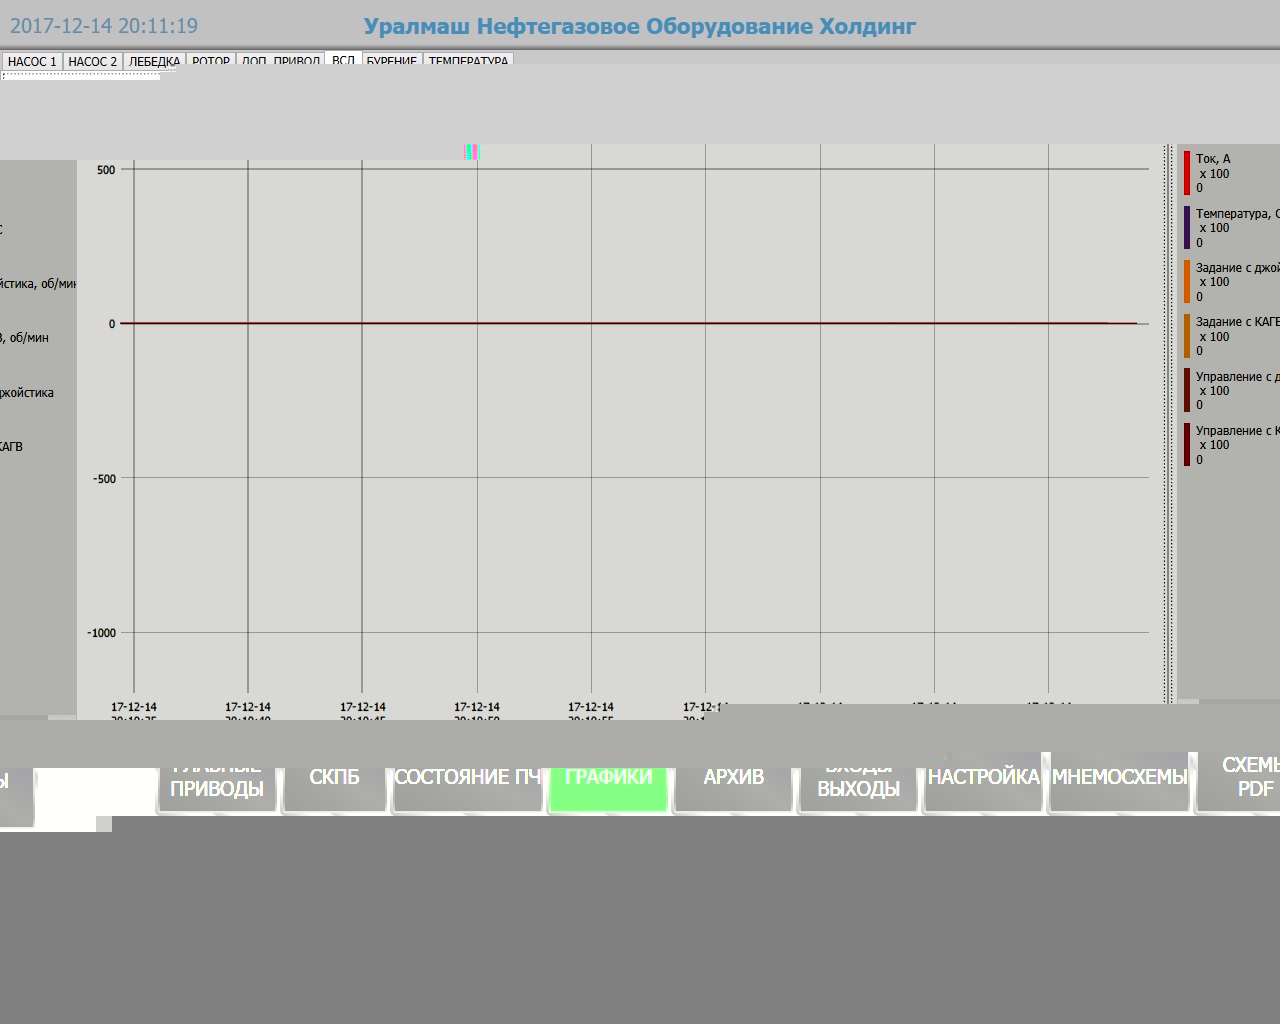 2017-12-14 20:11:19
Уралмаш Нефтегазовое Оборудование Холдинг
НАСОС 1 НАСОС 2 ЛЕБЕДКА РОТОР ДОП. ПРИВОД ВСП БУРЕНИЕ ТЕМПЕРАТУРА
500
0
-500
-1000
17-12-14 17-12-14 17-12-14 17-12-14 17-12-14
20:10:35 20:10:40 20:10:45 20:10:50 20:10:55
С
йстика, об/мин
В, об/мин
джойстика
КАГВ
Ток, А
x 100
0
Температура, С
x 100
0
Задание с джой
x 100
0
Задание с КАГВ
x 100
0
Управление с д
x 100
0
Управление с К
x 100
0
Ы
ГЛАВНЫЕ
ПРИВОДЫ
СКПБ
СОСТОЯНИЕ ПЧ
ГРАФИКИ
АРХИВ
ВХОДЫ
ВЫХОДЫ
НАСТРОЙКА
МНЕМОСХЕМЫ
СХЕМЫ
PDF